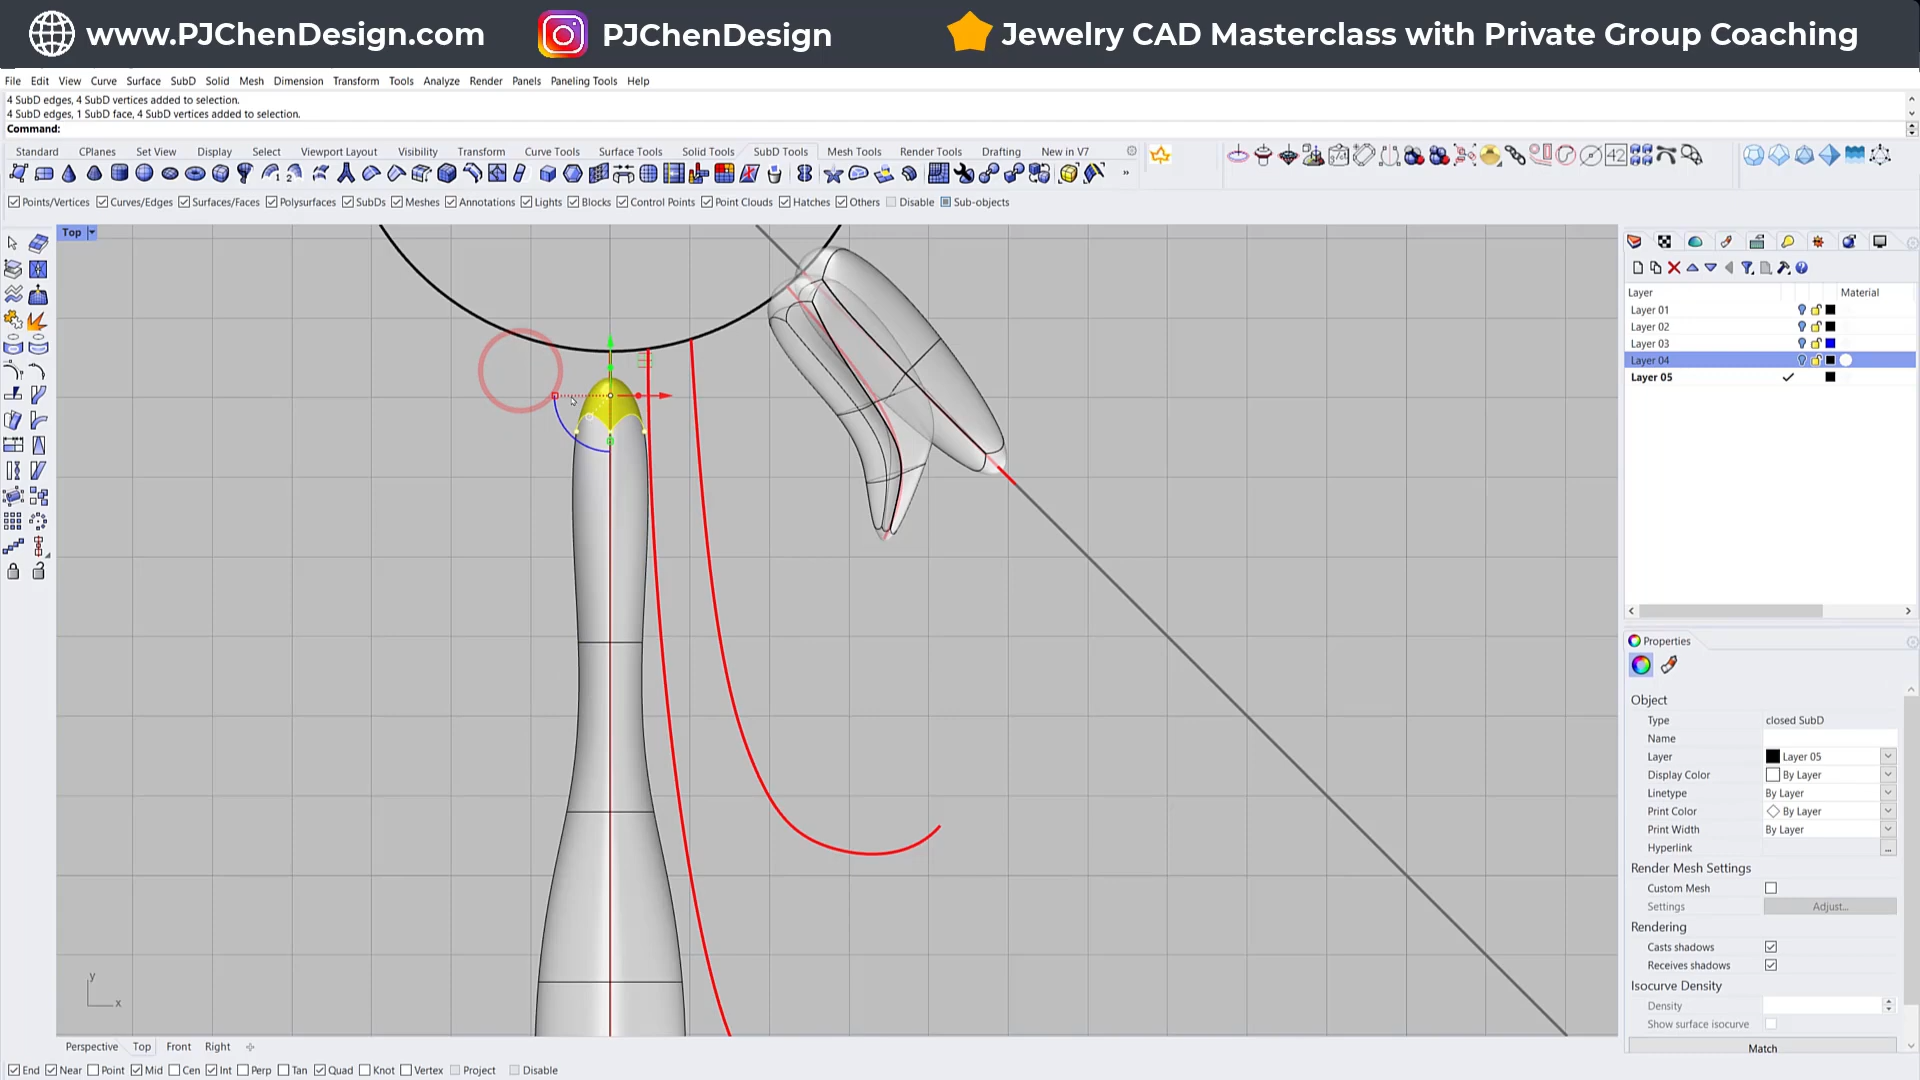 www.PJChenDesign.com PJChenDesign Jewelry CAD Masterclass with Private Group Coaching
File Edit View Curve Surface SubD Solid Mesh Dimension Transform Tools Analyze Render Panels Paneling Tools Help
4 SubD edges, 4 SubD vertices added to selection.
4 SubD edges, 1 SubD face, 4 SubD vertices added to selection.
Command:
Standard CPlanes Set View Display Select Viewport Layout Visibility Transform Curve Tools Surface Tools Solid Tools SubD Tools Mesh Tools Render Tools Drafting New in V7
Points/Vertices Curves/Edges Surfaces/Faces Polysurfaces SubDs Meshes Annotations Lights Blocks Control Points Point Clouds Hatches Others Disable Sub-objects
Top
Layer Material
Layer 01
Layer 02
Layer 03
Layer 04
Layer 05
Properties
Object
Type closed SubD
Name
Layer Layer 05
Display Color By Layer
Linetype By Layer
Print Color By Layer
Print Width By Layer
Hyperlink ...
Render Mesh Settings
Custom Mesh
Settings Adjust...
Rendering
Casts shadows
Receives shadows
Isocurve Density
Density
Show surface isocurve
Match
y
x
Perspective Top Front Right
End Near Point Mid Cen Int Perp Tan Quad Knot Vertex Project Disable